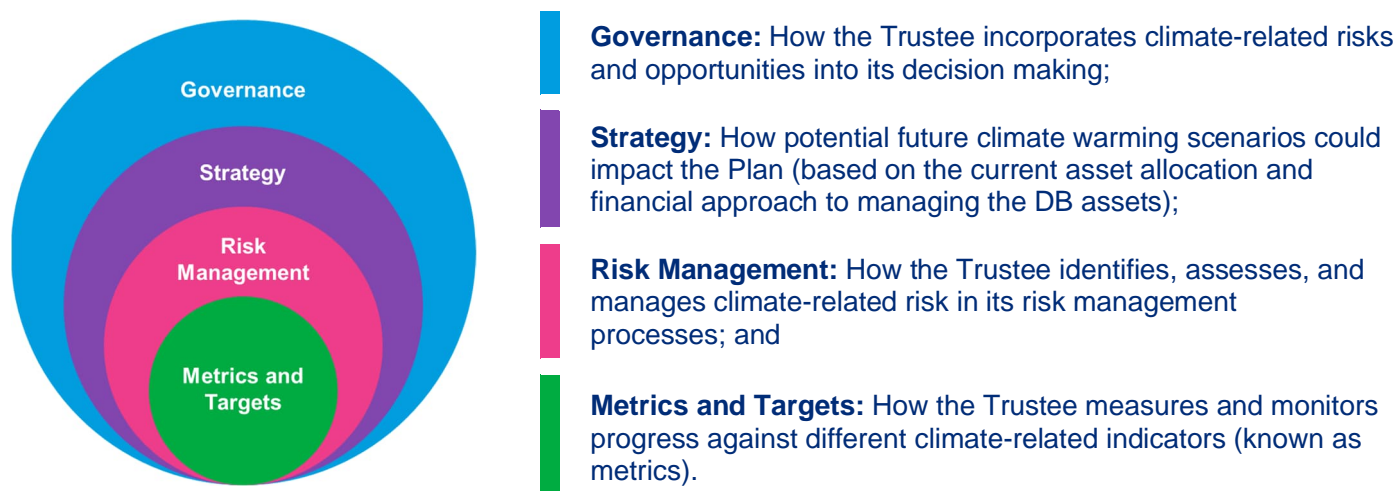 Governance
Strategy
Risk
Management
Metrics and
Targets
Governance: How the Trustee incorporates climate-related risks
and opportunities into its decision making;
Strategy: How potential future climate warming scenarios could
impact the Plan (based on the current asset allocation and
financial approach to managing the DB assets);
Risk Management: How the Trustee identifies, assesses, and
manages climate-related risk in its risk management
processes; and
Metrics and Targets: How the Trustee measures and monitors
progress against different climate-related indicators (known as
metrics).